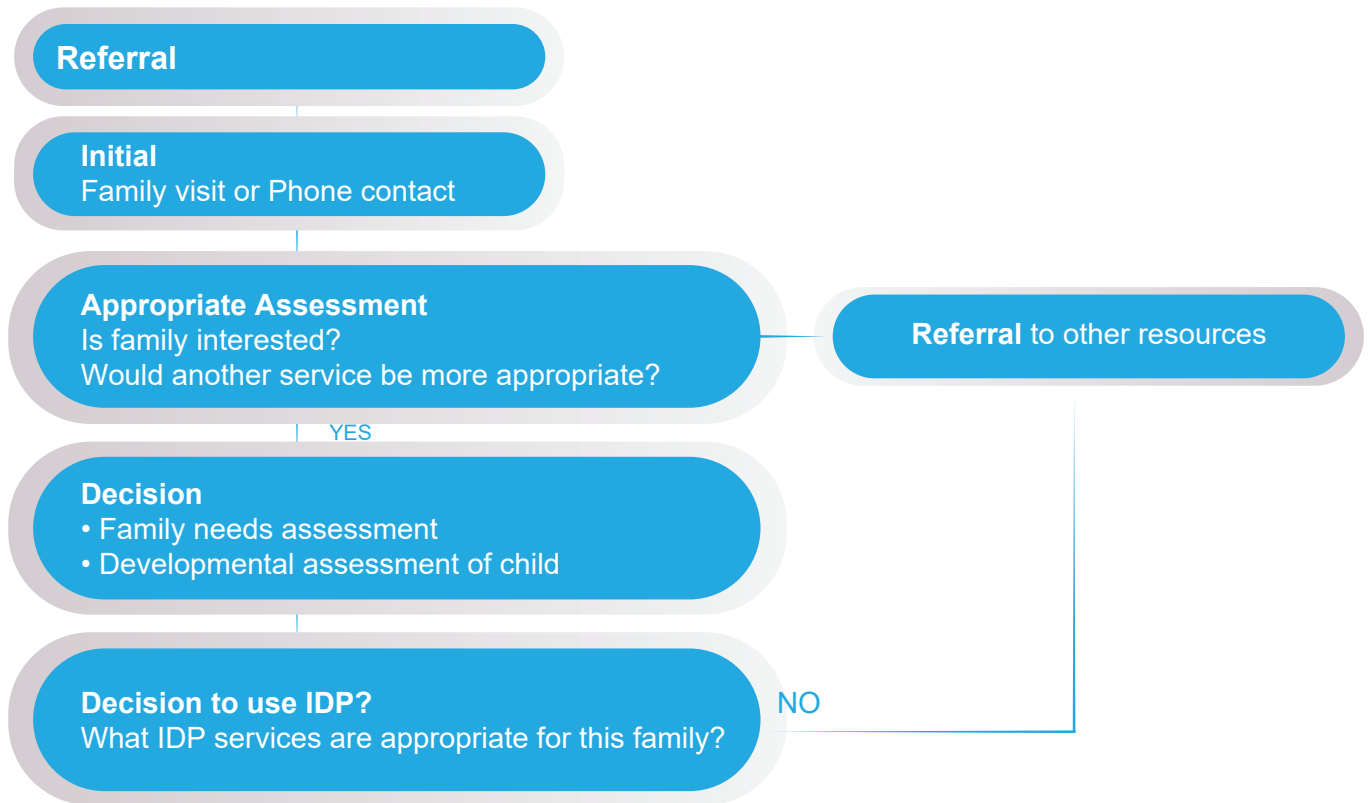 Referral
Initial
Family visit or Phone contact
Appropriate Assessment
Is family interested?
Would another service be more appropriate?
Referral to other resources
YES
Decision
• Family needs assessment
• Developmental assessment of child
Decision to use IDP?
What IDP services are appropriate for this family?
NO